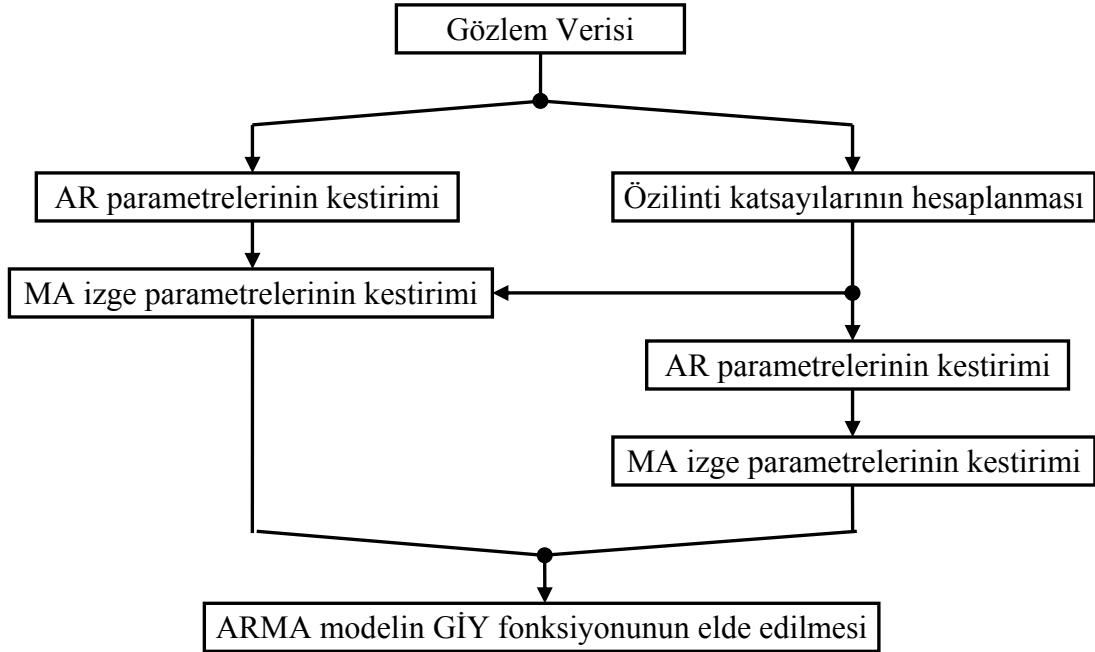 Gözlem Verisi
AR parametrelerinin kestirimi
Özilinti katsayılarının hesaplanması
MA izge parametrelerinin kestirimi
AR parametrelerinin kestirimi
MA izge parametrelerinin kestirimi
ARMA modelin GİY fonksiyonunun elde edilmesi